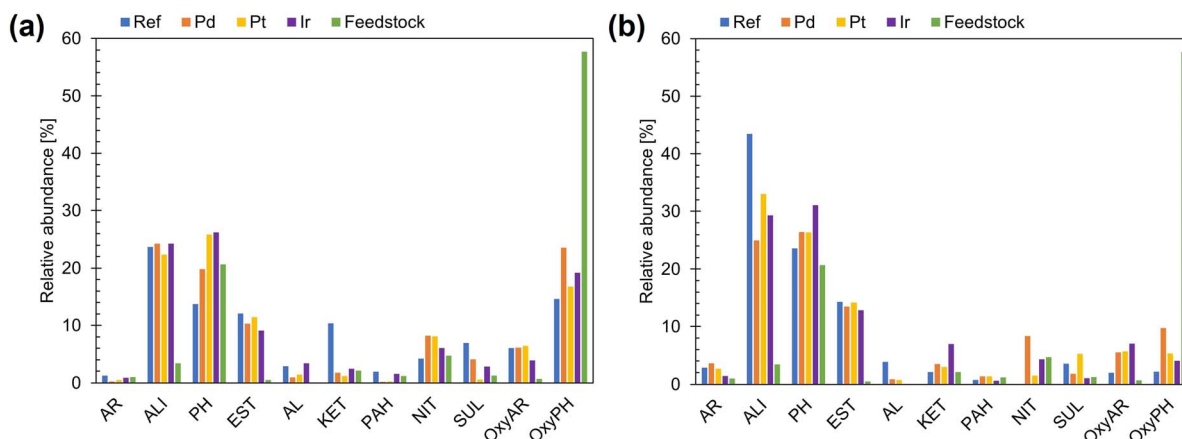 (a)
Ref Pd Pt Ir Feedstock
Relative abundance [%]
60
50
40
30
20
10
0
AR ALI PH EST AL KET PAH NIT SUL OxyAR OxyPH
(b)
Ref Pd Pt Ir Feedstock
Relative abundance [%]
60
50
40
30
20
10
0
AR ALI PH EST AL KET PAH NIT SUL OxyAR OxyPH